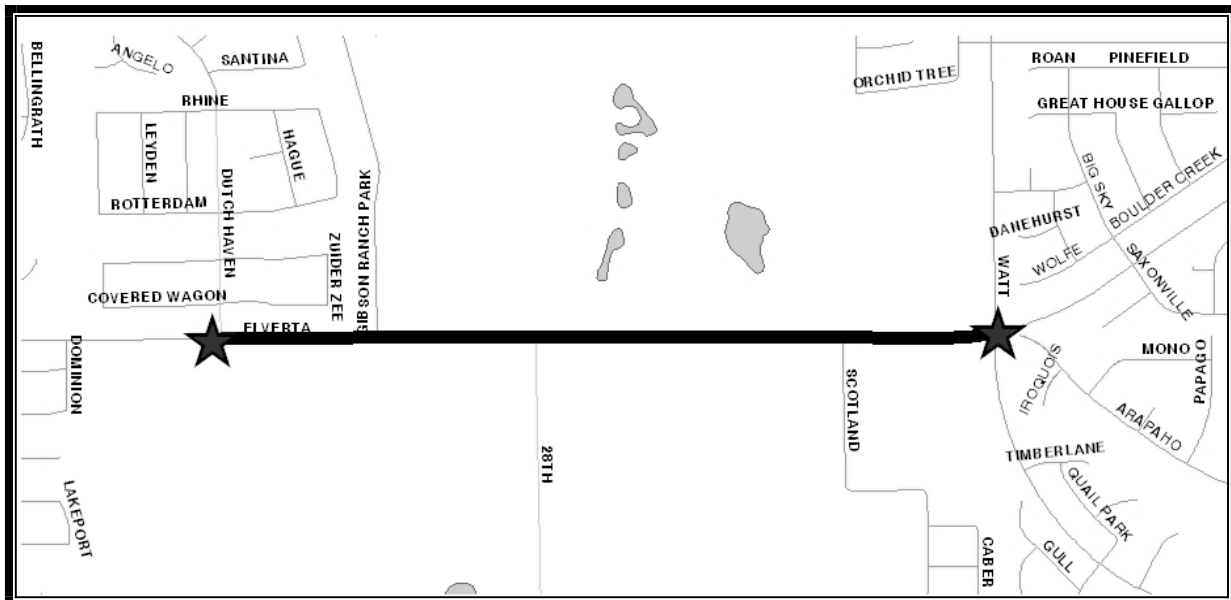 BELLINGRATH
ANGELO
SANTINA
RHINE
LEYDEN
HAGUE
ROTTERDAM
DUTCH HAVEN
GIBSON RANCH PARK
ZUIDER ZEE
COVERED WAGON
ELVERTA
DOMINION
LAKEPORT
28TH
ORCHID TREE
ROAN
PINEFIELD
GREAT HOUSE GALLOP
BIG SKY
BOULDER CREEK
DANEHURST
WOLFE
WATT
SAXONVILLE
SCOTLAND
IROQUOIS
MONO
PAPAGO
ARAPAHO
TIMBERLANE
QUAIL PARK
GULL
CABER